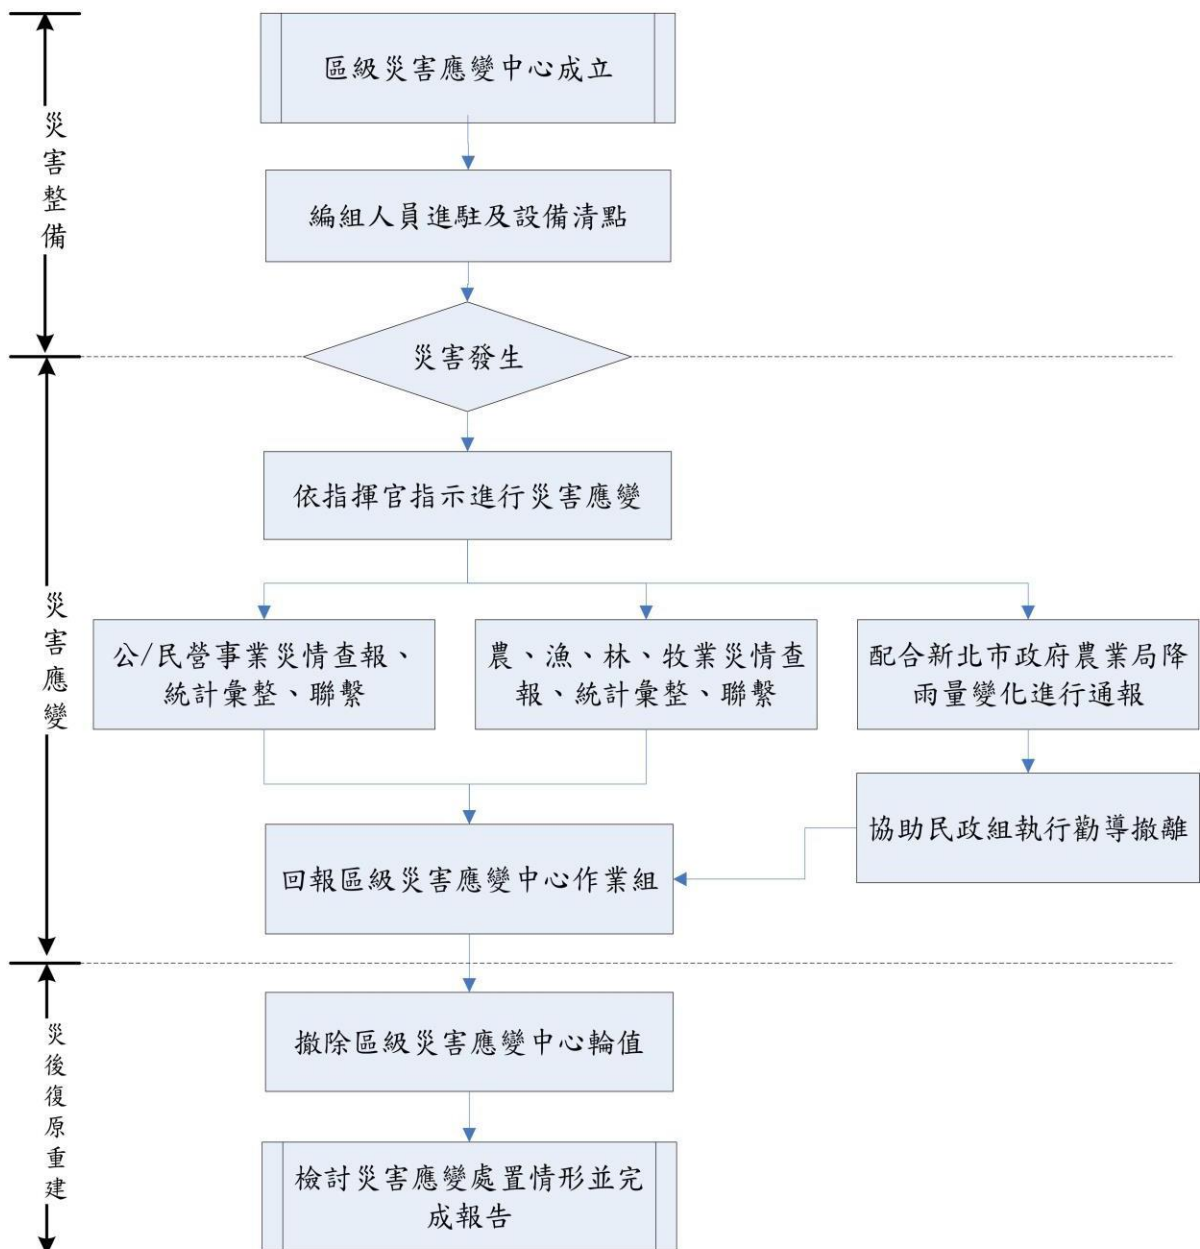 區級災害應變中心成立
災害整備
編組人員進駐及設備清點
災害發生
依指揮官指示進行災害應變
災害應變
公/民營事業災情查報、
統計彙整、聯繫
農、漁、林、牧業災情查
報、統計彙整、聯繫
配合新北市政府農業局降
雨量變化進行通報
協助民政組執行勸導撤離
回報區級災害應變中心作業組
災後復原重建
撤除區級災害應變中心輪值
檢討災害應變處置情形並完
成報告